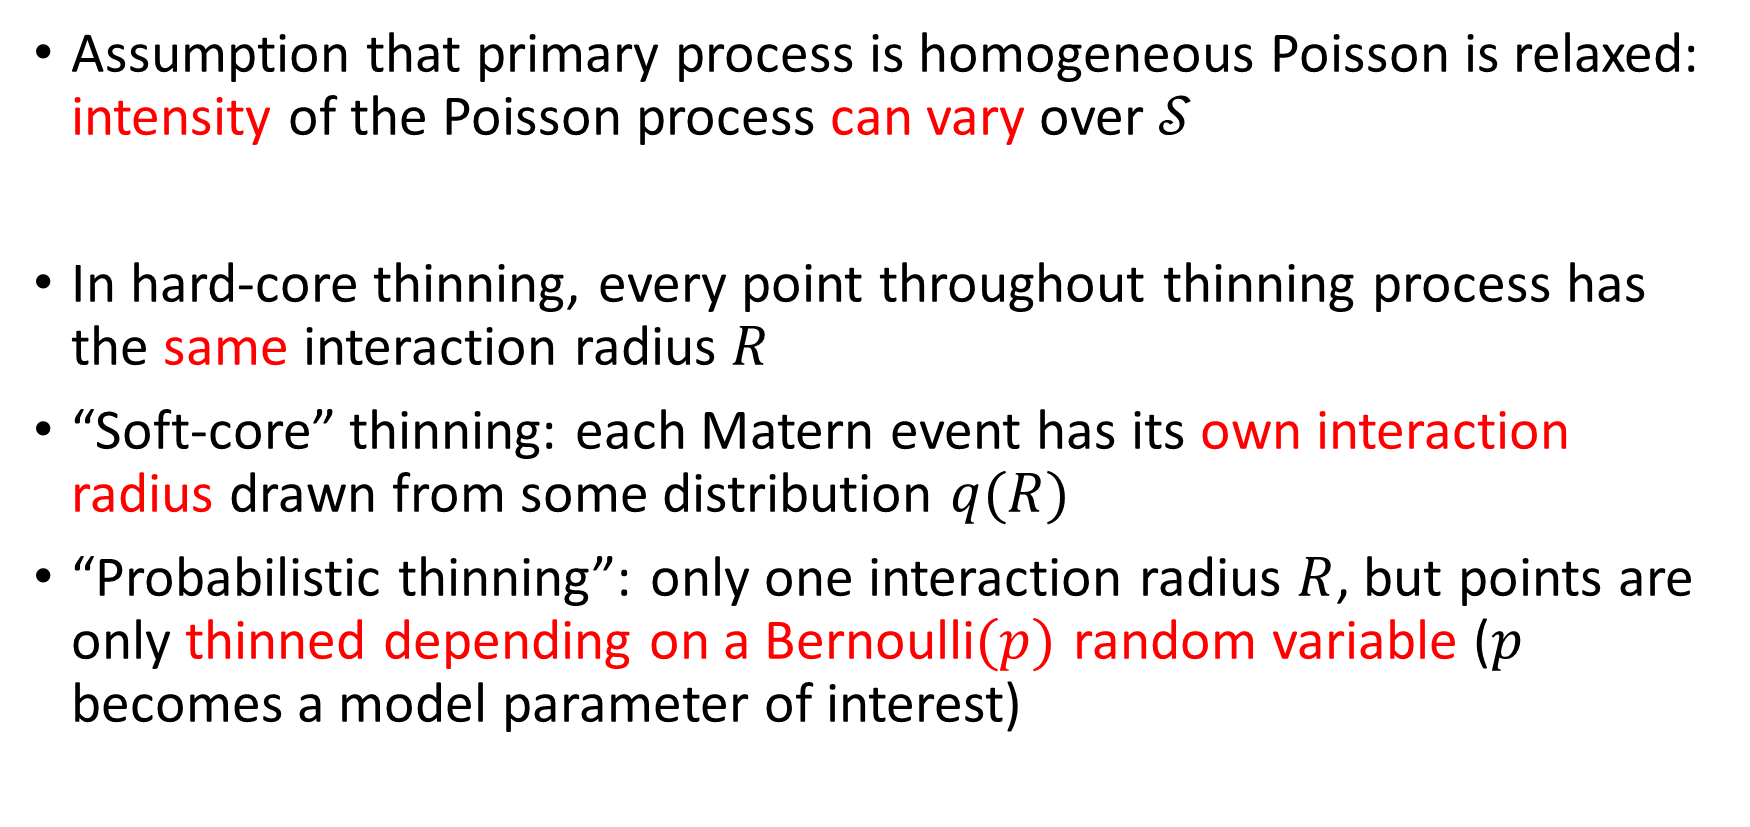 • Assumption that primary process is homogeneous Poisson is relaxed:
intensity of the Poisson process can vary over 𝒮
• In hard-core thinning, every point throughout thinning process has
the same interaction radius 𝑅
• “Soft-core” thinning: each Matern event has its own interaction
radius drawn from some distribution 𝑞(𝑅)
• “Probabilistic thinning”: only one interaction radius 𝑅, but points are
only thinned depending on a Bernoulli(𝑝) random variable (𝑝
becomes a model parameter of interest)